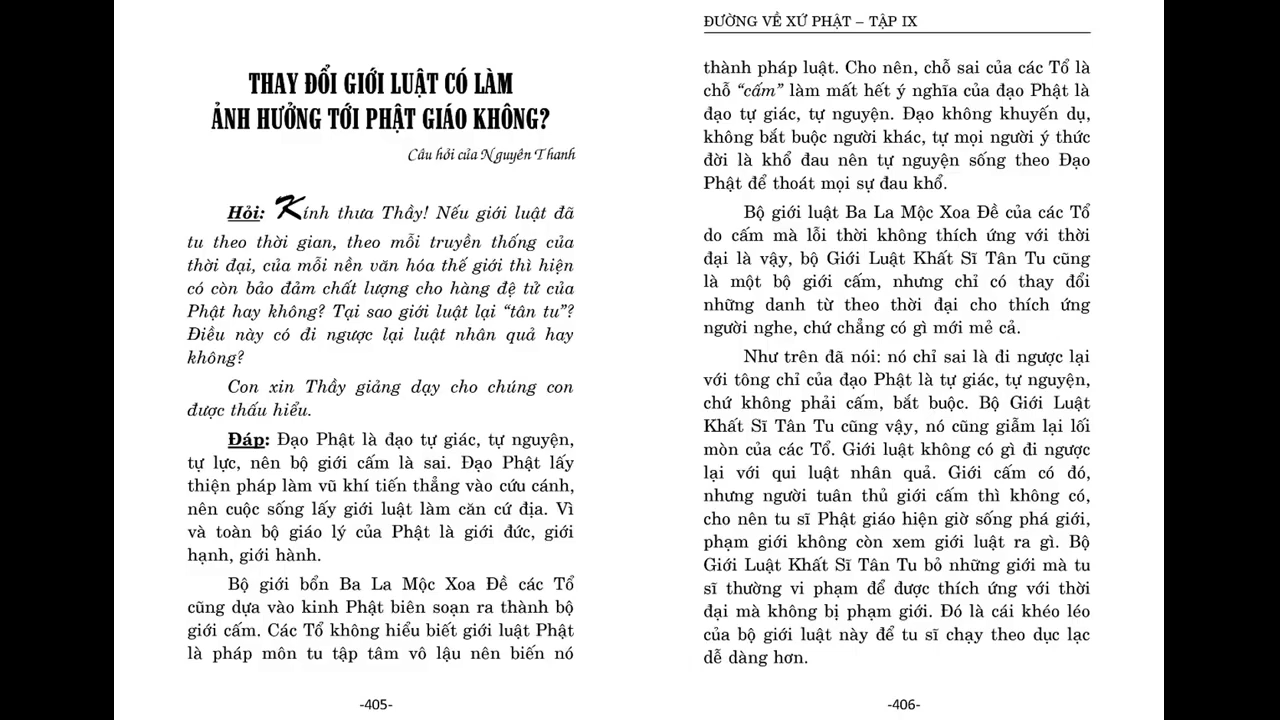 THAY ĐỔI GIỚI LUẬT CÓ LÀM
ẢNH HƯỞNG TỚI PHẬT GIÁO KHÔNG?
Câu hỏi của Nguyên Thanh
Hỏi: Kính thưa Thầy! Nếu giới luật đã
tu theo thời gian, theo mỗi truyền thống của
thời đại, của mỗi nền văn hóa thế giới thì hiện
có còn bảo đảm chất lượng cho hàng đệ tử của
Phật hay không? Tại sao giới luật lại “tân tu”?
Điều này có đi ngược lại luật nhân quả hay
không?
Con xin Thầy giảng dạy cho chúng con
được thấu hiểu.
Đáp: Đạo Phật là đạo tự giác, tự nguyện,
tự lực, nên bộ giới cấm là sai. Đạo Phật lấy
thiện pháp làm vũ khí tiến thẳng vào cứu cánh,
nên cuộc sống lấy giới luật làm căn cứ địa. Vì
và toàn bộ giáo lý của Phật là giới đức, giới
hạnh, giới hành.
Bộ giới bổn Ba La Mộc Xoa Đề các Tổ
cũng dựa vào kinh Phật biên soạn ra thành bộ
giới cấm. Các Tổ không hiểu biết giới luật Phật
là pháp môn tu tập tâm vô lậu nên biến nó
-405-
ĐƯỜNG VỀ XỨ PHẬT – TẬP IX
thành pháp luật. Cho nên, chỗ sai của các Tổ là
chỗ “cấm” làm mất hết ý nghĩa của đạo Phật là
đạo tự giác, tự nguyện. Đạo không khuyến dụ,
không bắt buộc người khác, tự mọi người ý thức
đời là khổ đau nên tự nguyện sống theo Đạo
Phật để thoát mọi sự đau khổ.
Bộ giới luật Ba La Mộc Xoa Đề của các Tổ
do cấm mà lỗi thời không thích ứng với thời
đại là vậy, bộ Giới Luật Khất Sĩ Tân Tu cũng
là một bộ giới cấm, nhưng chỉ có thay đổi
những danh từ theo thời đại cho thích ứng
người nghe, chứ chẳng có gì mới mẻ cả.
Như trên đã nói: nó chỉ sai là đi ngược lại
với tông chỉ của đạo Phật là tự giác, tự nguyện,
chứ không phải cấm, bắt buộc. Bộ Giới Luật
Khất Sĩ Tân Tu cũng vậy, nó cũng giẫm lại lối
mòn của các Tổ. Giới luật không có gì đi ngược
lại với qui luật nhân quả. Giới cấm có đó,
nhưng người tuân thủ giới cấm thì không có,
cho nên tu sĩ Phật giáo hiện giờ sống phá giới,
phạm giới không còn xem giới luật ra gì. Bộ
Giới Luật Khất Sĩ Tân Tu bỏ những giới mà tu
sĩ thường vi phạm để được thích ứng với thời
đại mà không bị phạm giới. Đó là cái khéo léo
của bộ giới luật này để tu sĩ chạy theo dục lạc
dễ dàng hơn.
-406-